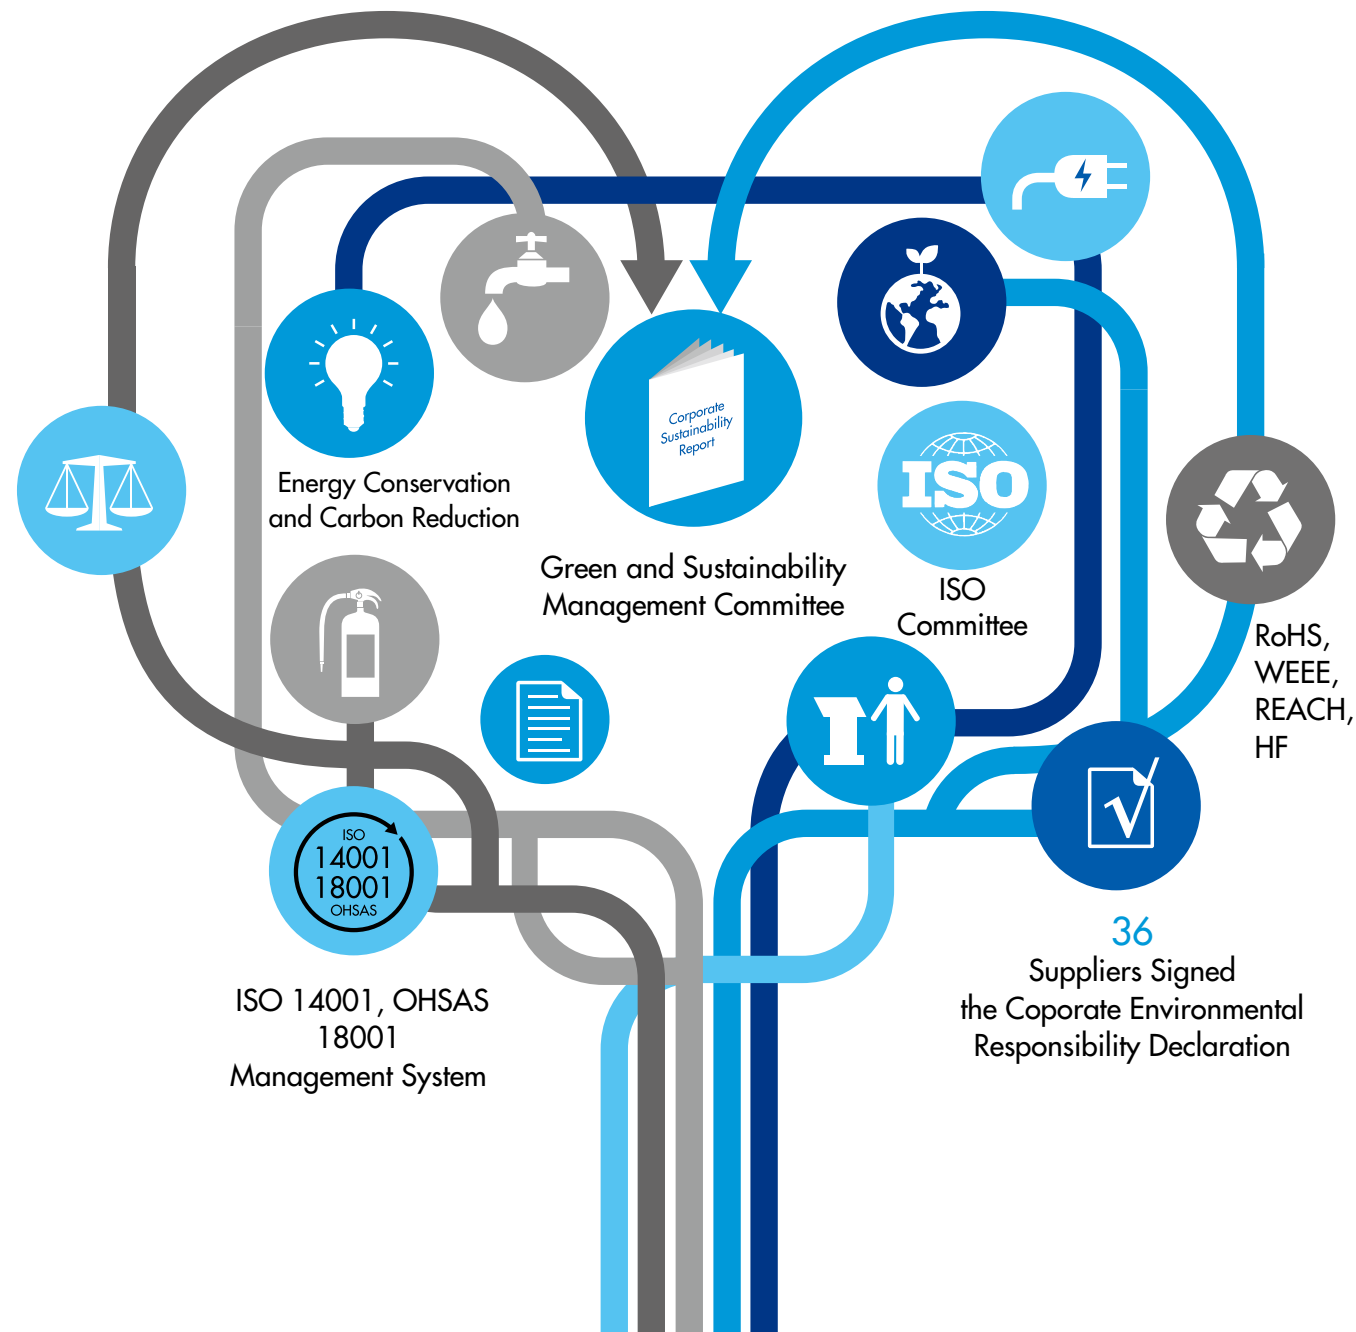 Corporate
Sustainability
Report
Energy Conservation
and Carbon Reduction
Green and Sustainability
Management Committee
ISO
ISO
Committee
RoHS,
WEEE,
REACH,
HF
ISO
14001
18001
OHSAS
ISO 14001, OHSAS
18001
Management System
36
Suppliers Signed
the Coporate Environmental
Responsibility Declaration